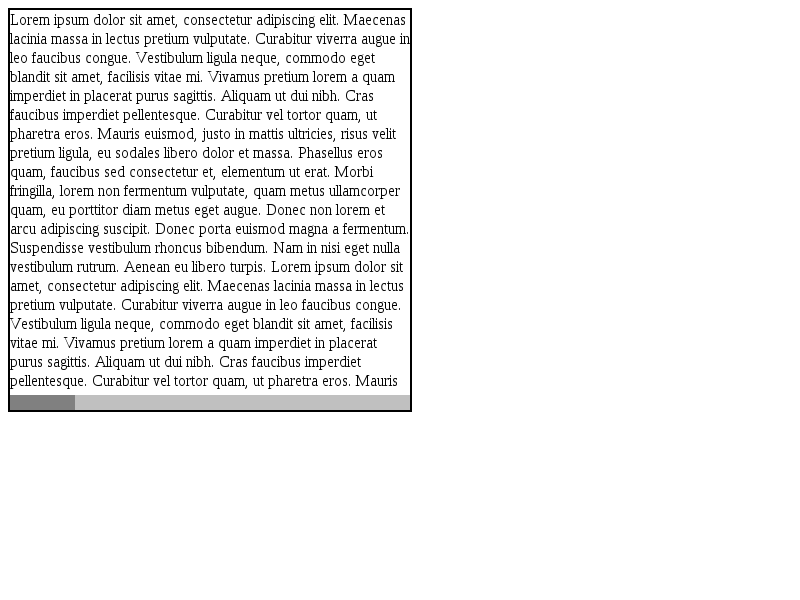 Lorem ipsum dolor sit amet, consectetur adipiscing elit. Maecenas
lacinia massa in lectus pretium vulputate. Curabitur viverra augue in
leo faucibus congue. Vestibulum ligula neque, commodo eget
blandit sit amet, facilisis vitae mi. Vivamus pretium lorem a quam
imperdiet in placerat purus sagittis. Aliquam ut dui nibh. Cras
faucibus imperdiet pellentesque. Curabitur vel tortor quam, ut
pharetra eros. Mauris euismod, justo in mattis ultricies, risus velit
pretium ligula, eu sodales libero dolor et massa. Phasellus eros
quam, faucibus sed consectetur et, elementum ut erat. Morbi
fringilla, lorem non fermentum vulputate, quam metus ullamcorper
quam, eu porttitor diam metus eget augue. Donec non lorem et
arcu adipiscing suscipit. Donec porta euismod magna a fermentum.
Suspendisse vestibulum rhoncus bibendum. Nam in nisi eget nulla
vestibulum rutrum. Aenean eu libero turpis. Lorem ipsum dolor sit
amet, consectetur adipiscing elit. Maecenas lacinia massa in lectus
pretium vulputate. Curabitur viverra augue in leo faucibus congue.
Vestibulum ligula neque, commodo eget blandit sit amet, facilisis
vitae mi. Vivamus pretium lorem a quam imperdiet in placerat
purus sagittis. Aliquam ut dui nibh. Cras faucibus imperdiet
pellentesque. Curabitur vel tortor quam, ut pharetra eros. Mauris